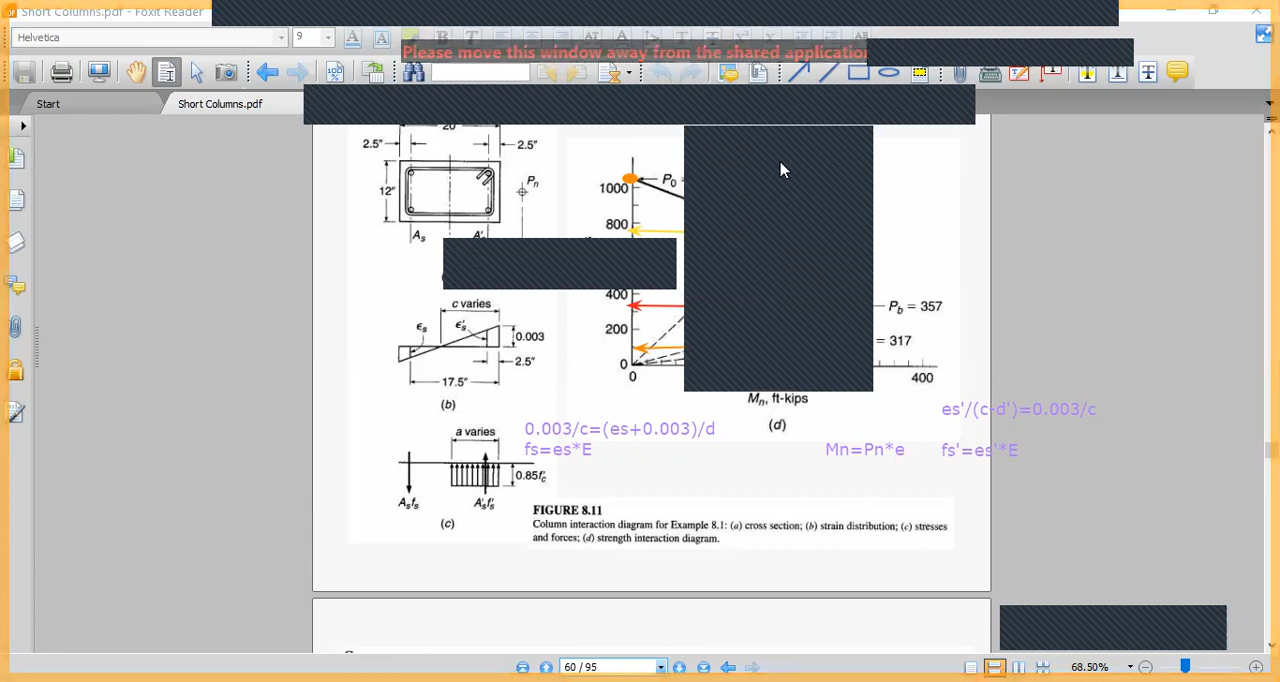 Short Columns.pdf - Foxit Reader
Helvetica
9
Please move this window away from the shared application
Start
Short Columns.pdf
20"
2.5"
2.5"
12"
Pn
As
A's
1000
P0 =
800
400
200
0
0
400
Pb = 357
= 317
Mn, ft-kips
(d)
c varies
ϵs
ϵ's
0.003
2.5"
17.5"
(b)
es'/(c-d')=0.003/c
0.003/c=(es+0.003)/d
fs=es*E
Mn=Pn*e
fs'=es'*E
a varies
0.85f'c
Asfs
A'sf's
(c)
FIGURE 8.11
Column interaction diagram for Example 8.1: (a) cross section; (b) strain distribution; (c) stresses
and forces; (d) strength interaction diagram.
60 / 95
68.50%